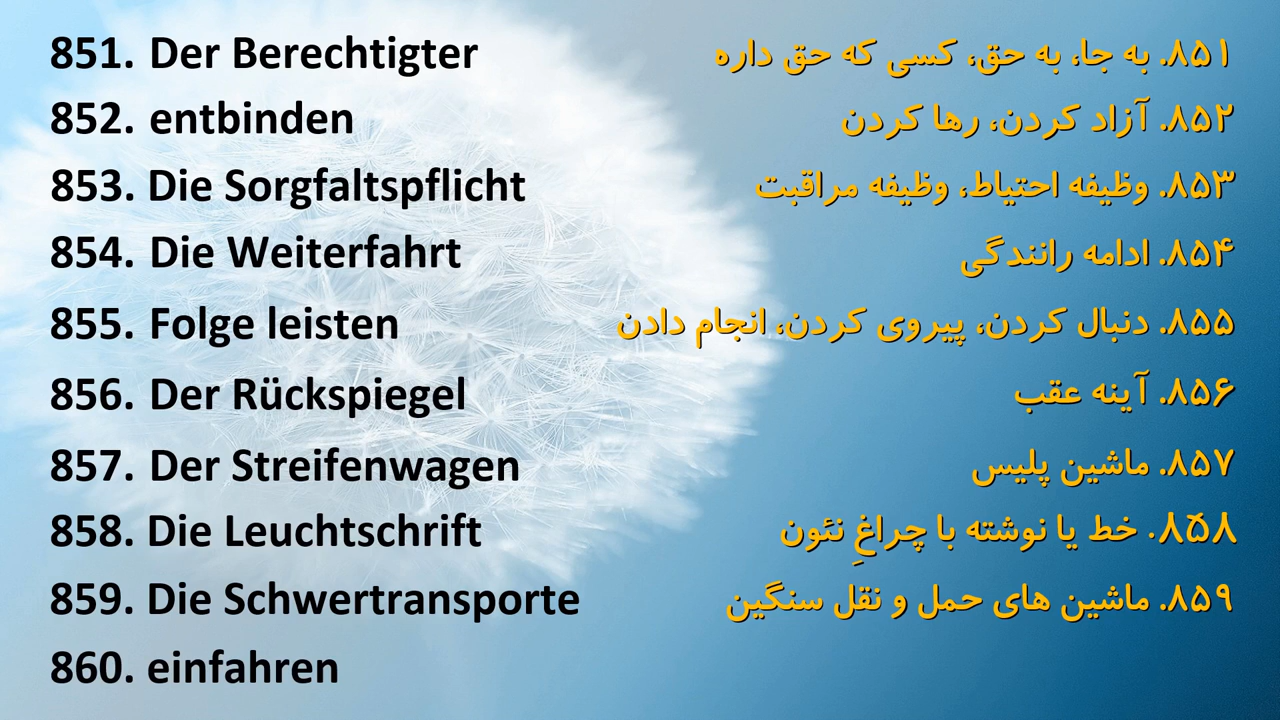 851. Der Berechtigter ۸۵۱. به جا، به حق، کسی که حق داره
852. entbinden ۸۵۲. آزاد کردن، رها کردن
853. Die Sorgfaltspflicht ۸۵۳. وظیفه احتیاط، وظیفه مراقبت
854. Die Weiterfahrt ۸۵۴. ادامه رانندگی
855. Folge leisten ۸۵۵. دنبال کردن، پیروی کردن، انجام دادن
856. Der Rückspiegel ۸۵۶. آینه عقب
857. Der Streifenwagen ۸۵۷. ماشین پلیس
858. Die Leuchtschrift ۸۵۸. خط یا نوشته با چراغِ نئون
859. Die Schwertransporte ۸۵۹. ماشین های حمل و نقل سنگین
860. einfahren